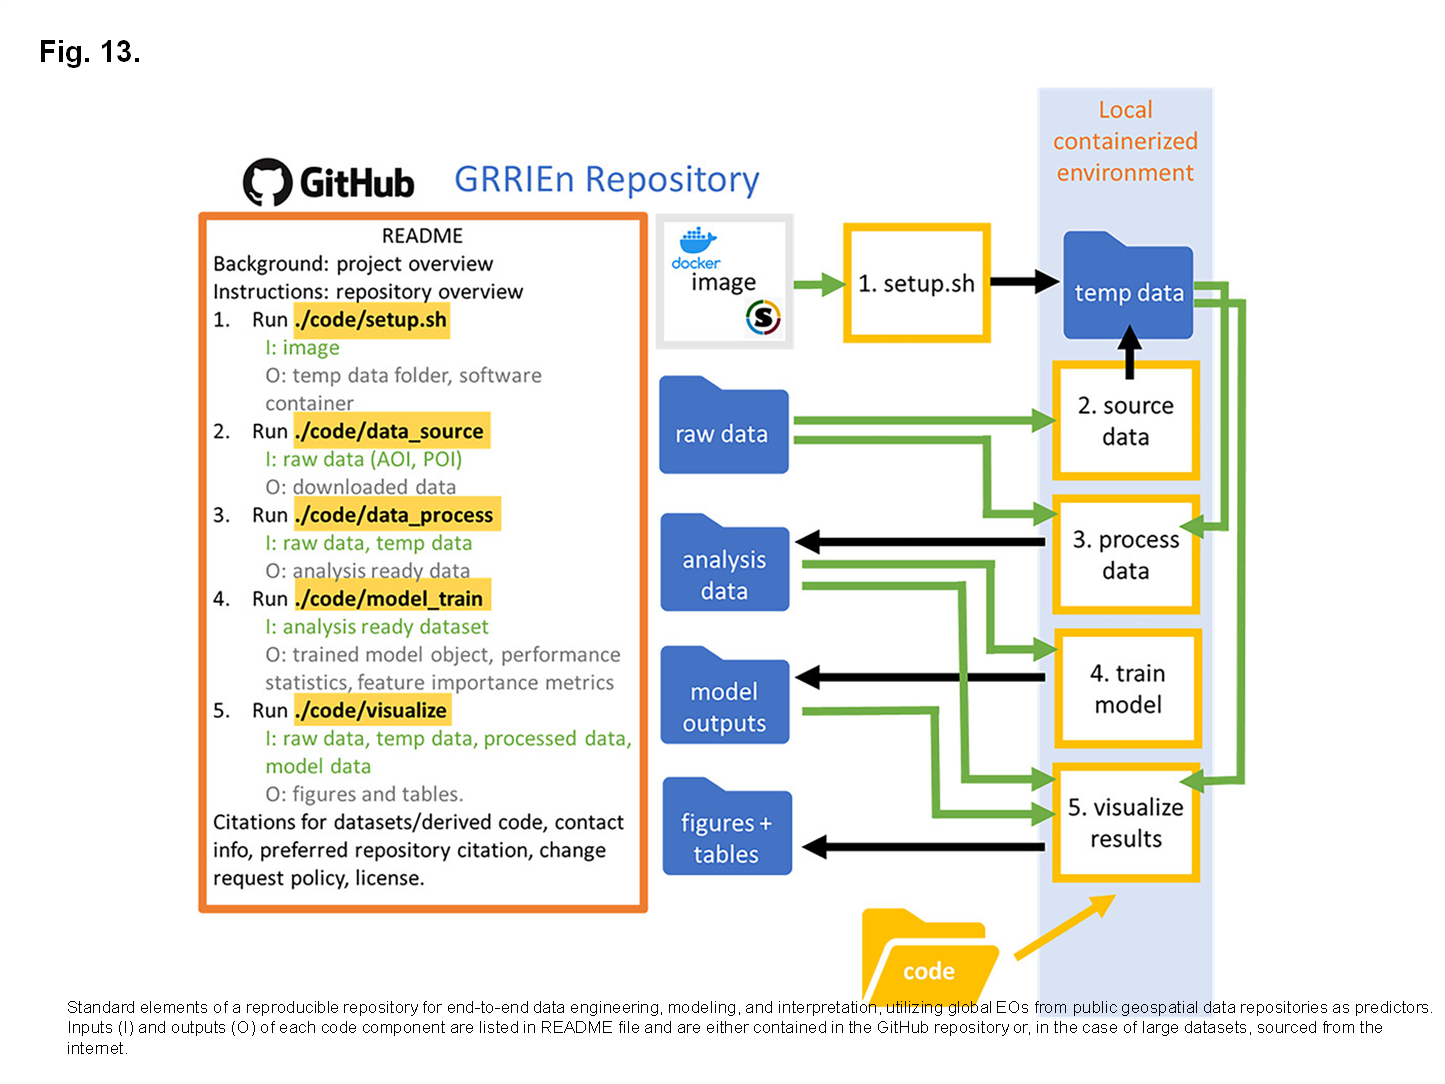 Fig. 13.
GitHub GRRIEn Repository
README
Background: project overview
Instructions: repository overview
1. Run ./code/setup.sh
I: image
O: temp data folder, software
container
2. Run ./code/data_source
I: raw data (AOI, POI)
O: downloaded data
3. Run ./code/data_process
I: raw data, temp data
O: analysis ready data
4. Run ./code/model_train
I: analysis ready dataset
O: trained model object, performance
statistics, feature importance metrics
5. Run ./code/visualize
I: raw data, temp data, processed data,
model data
O: figures and tables.
Citations for datasets/derived code, contact
info, preferred repository citation, change
request policy, license.
docker
image
S
1. setup.sh
Local
containerized
environment
temp data
raw data
2. source
data
analysis
data
3. process
data
model
outputs
4. train
model
figures +
tables
5. visualize
results
code
Standard elements of a reproducible repository for end-to-end data engineering, modeling, and interpretation, utilizing global EOs from public geospatial data repositories as predictors.
Inputs (I) and outputs (O) of each code component are listed in README file and are either contained in the GitHub repository or, in the case of large datasets, sourced from the
internet.